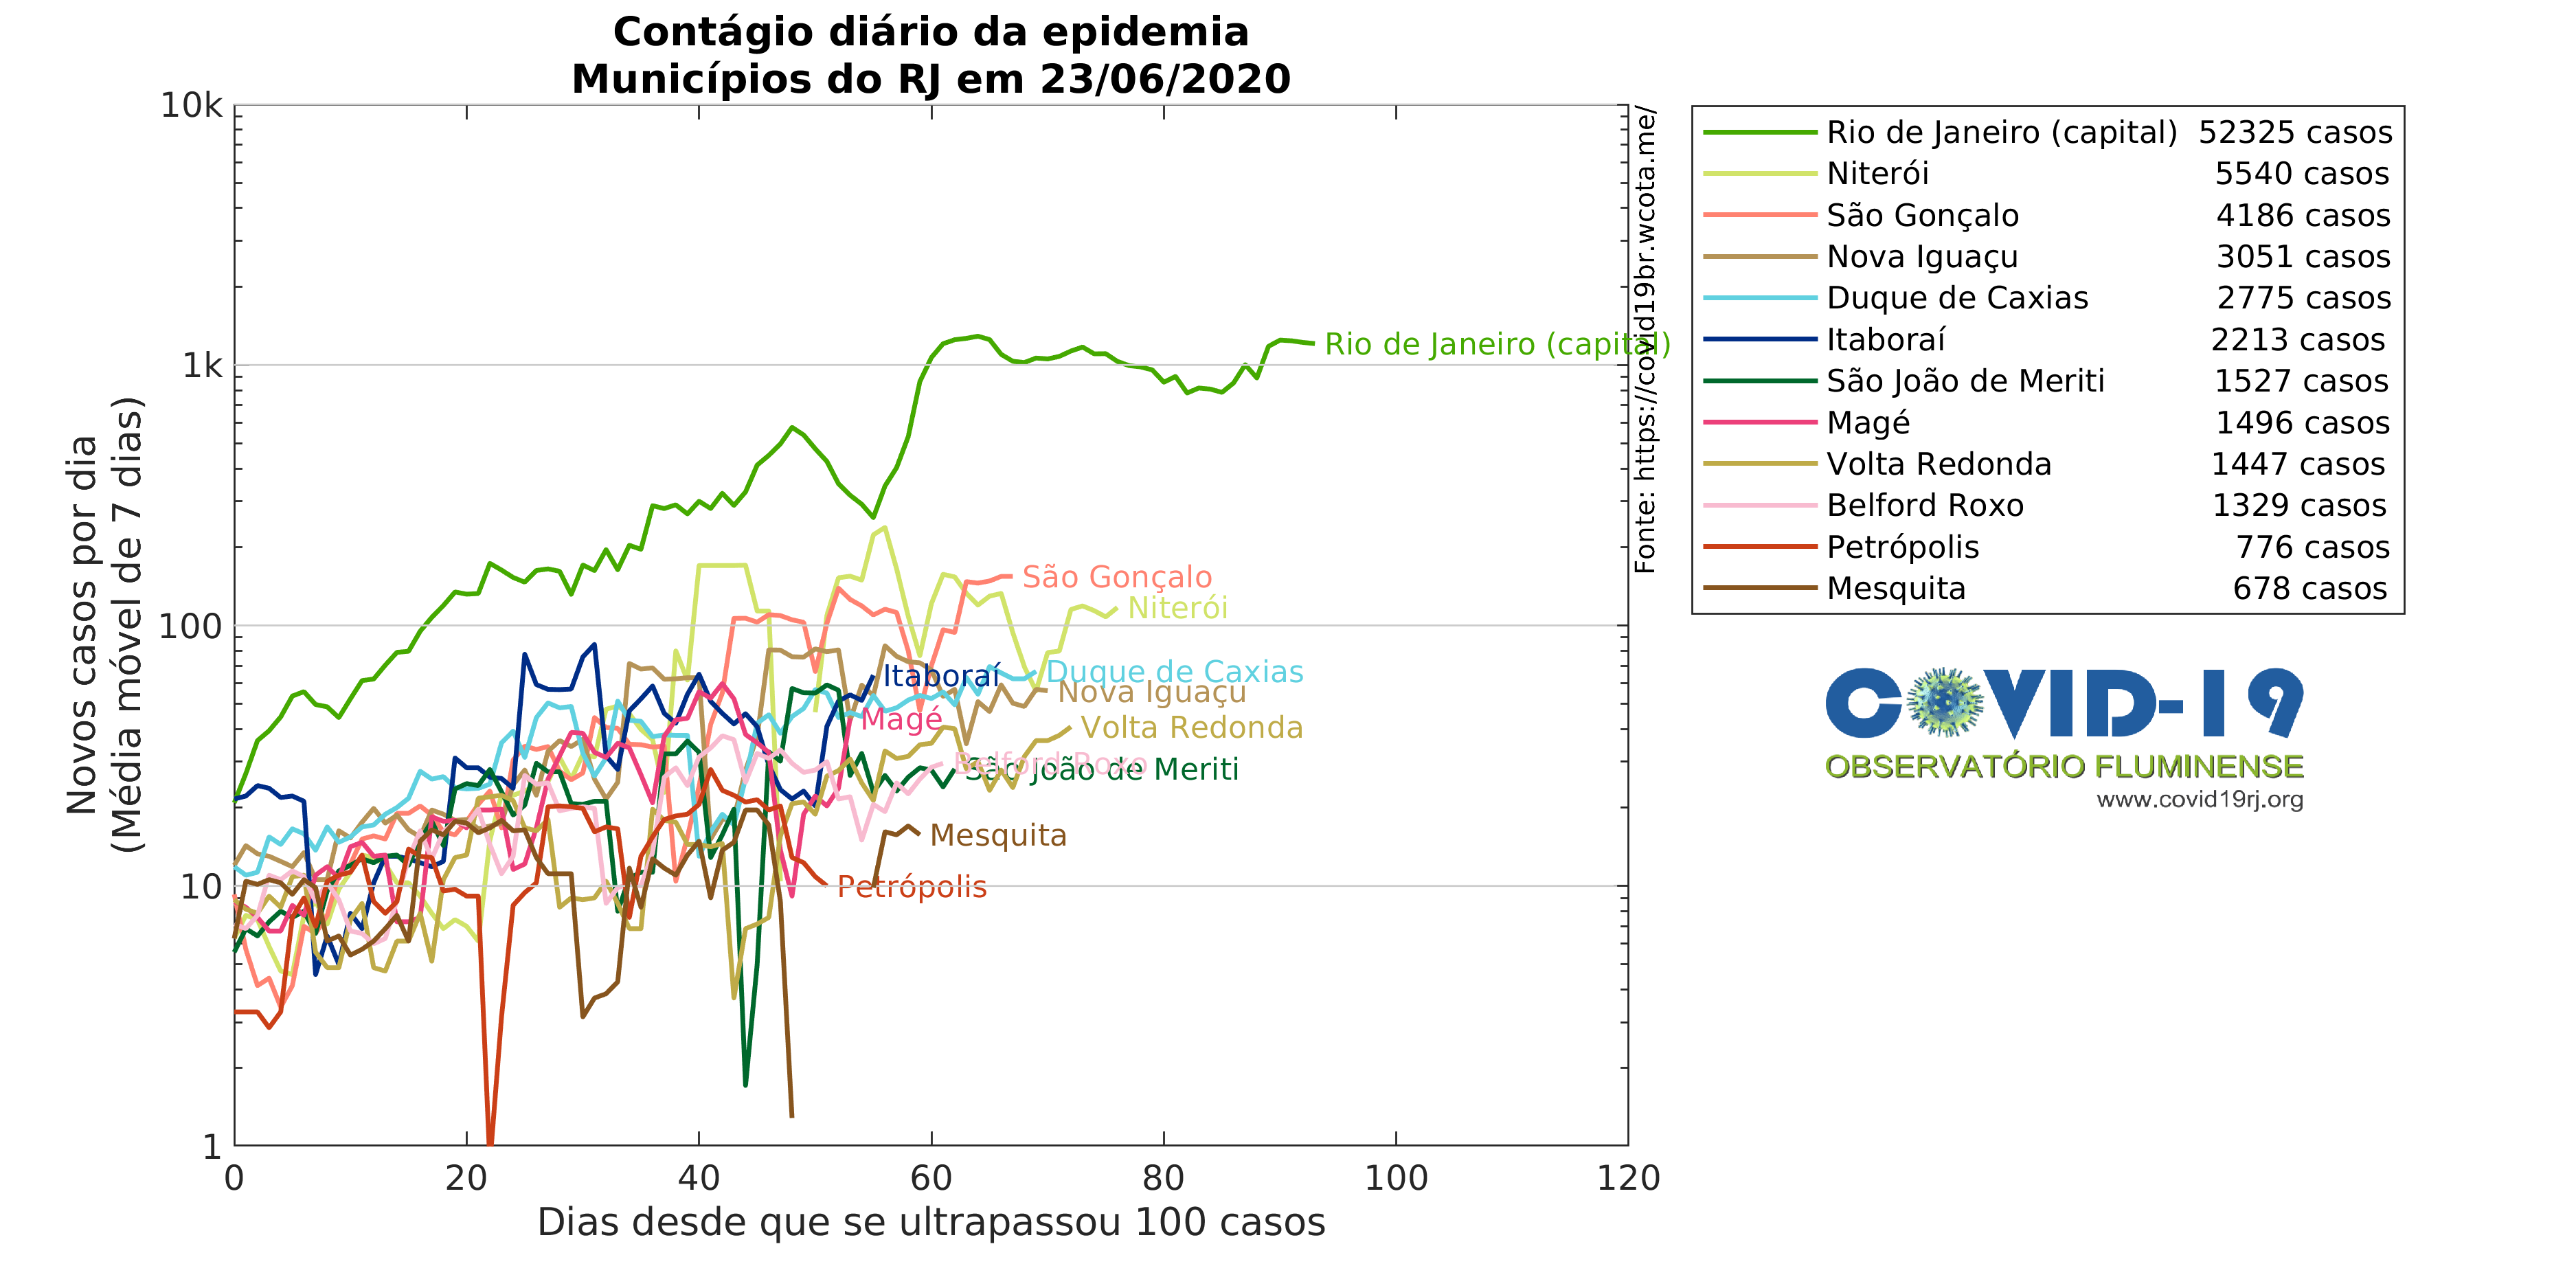 Contágio diário da epidemia
Municípios do RJ em 23/06/2020
Novos casos por dia
(Média móvel de 7 dias)
10k
1k
100
10
1
0 20 40 60 80 100 120
Dias desde que se ultrapassou 100 casos
Rio de Janeiro (capital)
São Gonçalo
Niterói
Itaboraí
Duque de Caxias
Nova Iguaçu
Magé
Volta Redonda
Belford Roxo
São João de Meriti
Mesquita
Petrópolis
Fonte: https://covid19br.wcota.me/
Rio de Janeiro (capital) 52325 casos
Niterói 5540 casos
São Gonçalo 4186 casos
Nova Iguaçu 3051 casos
Duque de Caxias 2775 casos
Itaboraí 2213 casos
São João de Meriti 1527 casos
Magé 1496 casos
Volta Redonda 1447 casos
Belford Roxo 1329 casos
Petrópolis 776 casos
Mesquita 678 casos
COVID-19
OBSERVATÓRIO FLUMINENSE
www.covid19rj.org